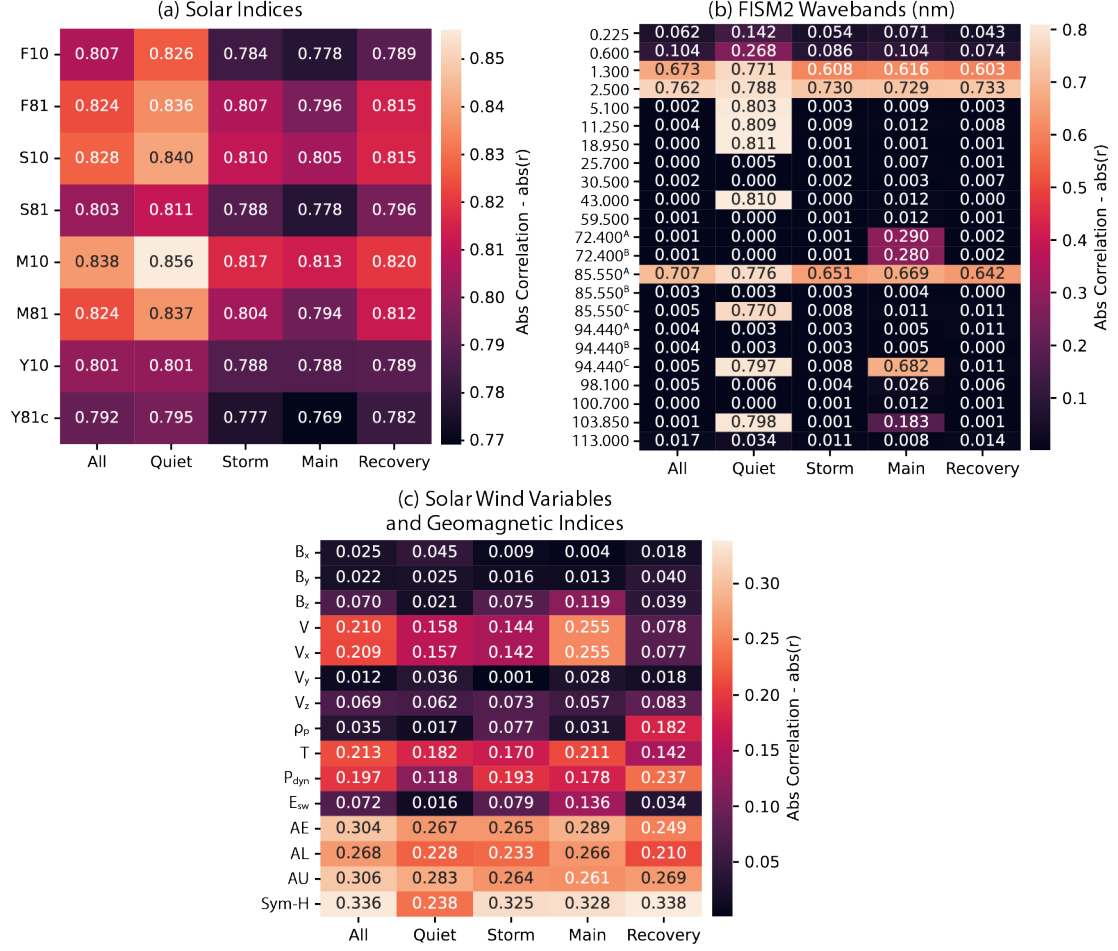 (a) Solar Indices
F10 0.807 0.826 0.784 0.778 0.789
F81 0.824 0.836 0.807 0.796 0.815
S10 0.828 0.840 0.810 0.805 0.815
S81 0.803 0.811 0.788 0.778 0.796
M10 0.838 0.856 0.817 0.813 0.820
M81 0.824 0.837 0.804 0.794 0.812
Y10 0.801 0.801 0.788 0.788 0.789
Y81c 0.792 0.795 0.777 0.769 0.782
All Quiet Storm Main Recovery
0.85
0.84
0.83
0.82
0.81
0.80
0.79
0.78
0.77
Abs Correlation - abs(r)
(b) FISM2 Wavebands (nm)
0.225 0.062 0.142 0.054 0.071 0.043
0.600 0.104 0.268 0.086 0.104 0.074
1.300 0.673 0.771 0.608 0.616 0.603
2.500 0.762 0.788 0.730 0.729 0.733
5.100 0.002 0.803 0.003 0.009 0.003
11.250 0.004 0.809 0.009 0.012 0.008
18.950 0.000 0.811 0.001 0.001 0.001
25.700 0.000 0.005 0.001 0.007 0.001
30.500 0.002 0.000 0.002 0.003 0.007
43.000 0.000 0.810 0.000 0.012 0.000
59.500 0.001 0.000 0.001 0.012 0.001
72.400ᴬ 0.001 0.000 0.001 0.290 0.002
72.400ᴮ 0.001 0.000 0.001 0.280 0.002
85.550ᴬ 0.707 0.776 0.651 0.669 0.642
85.550ᴮ 0.003 0.003 0.003 0.004 0.000
85.550ᶜ 0.005 0.770 0.008 0.011 0.011
94.440ᴬ 0.004 0.003 0.003 0.005 0.011
94.440ᴮ 0.004 0.003 0.003 0.005 0.000
94.440ᶜ 0.005 0.797 0.008 0.682 0.011
98.100 0.005 0.006 0.004 0.026 0.006
100.700 0.000 0.000 0.001 0.012 0.001
103.850 0.001 0.798 0.001 0.183 0.001
113.000 0.017 0.034 0.011 0.008 0.014
All Quiet Storm Main Recovery
0.8
0.7
0.6
0.5
0.4
0.3
0.2
0.1
Abs Correlation - abs(r)
(c) Solar Wind Variables
and Geomagnetic Indices
Bₓ 0.025 0.045 0.009 0.004 0.018
Bᵧ 0.022 0.025 0.016 0.013 0.040
B_z 0.070 0.021 0.075 0.119 0.039
V 0.210 0.158 0.144 0.255 0.078
Vₓ 0.209 0.157 0.142 0.255 0.077
Vᵧ 0.012 0.036 0.001 0.028 0.018
V_z 0.069 0.062 0.073 0.057 0.083
ρₚ 0.035 0.017 0.077 0.031 0.182
T 0.213 0.182 0.170 0.211 0.142
P_dyn 0.197 0.118 0.193 0.178 0.237
E_sw 0.072 0.016 0.079 0.136 0.034
AE 0.304 0.267 0.265 0.289 0.249
AL 0.268 0.228 0.233 0.266 0.210
AU 0.306 0.283 0.264 0.261 0.269
Sym-H 0.336 0.238 0.325 0.328 0.338
All Quiet Storm Main Recovery
0.30
0.25
0.20
0.15
0.10
0.05
Abs Correlation - abs(r)